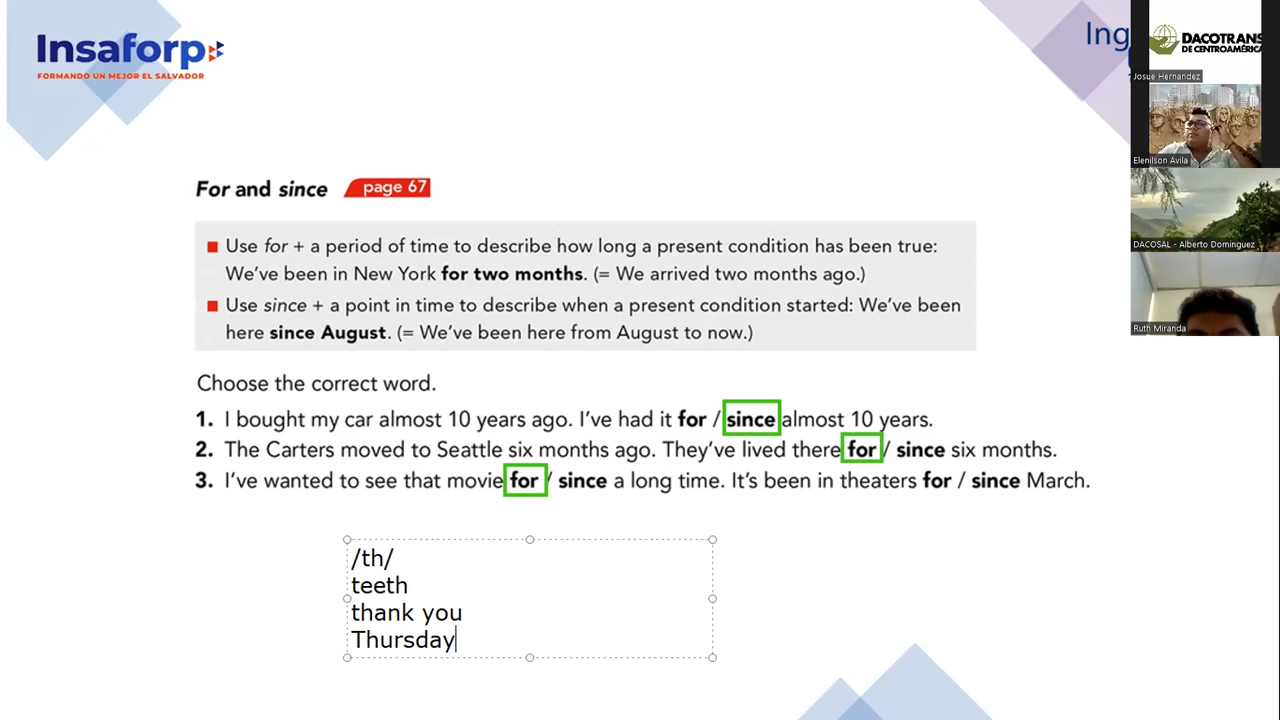 Insaforp
FORMANDO UN MEJOR EL SALVADOR
Ing
DACOTRANS
DE CENTROAMÉRICA
Josue Hernandez
Elenilson Avila
DACOSAL - Alberto Dominguez
Ruth Miranda
For and since page 67
Use for + a period of time to describe how long a present condition has been true:
We've been in New York for two months. (= We arrived two months ago.)
Use since + a point in time to describe when a present condition started: We've been
here since August. (= We've been here from August to now.)
Choose the correct word.
1. I bought my car almost 10 years ago. I've had it for / since almost 10 years.
2. The Carters moved to Seattle six months ago. They've lived there for / since six months.
3. I've wanted to see that movie for / since a long time. It's been in theaters for / since March.
/th/
teeth
thank you
Thursday